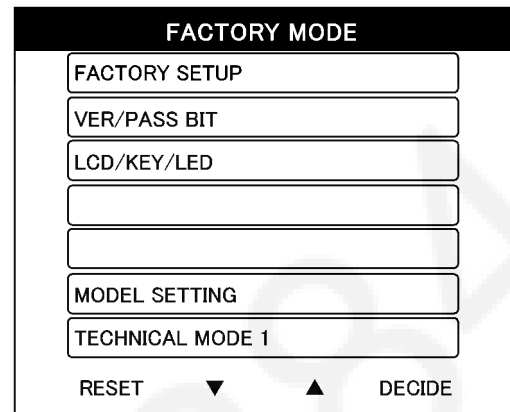 FACTORY MODE
FACTORY SETUP
VER/PASS BIT
LCD/KEY/LED
MODEL SETTING
TECHNICAL MODE 1
RESET ▼ ▲ DECIDE